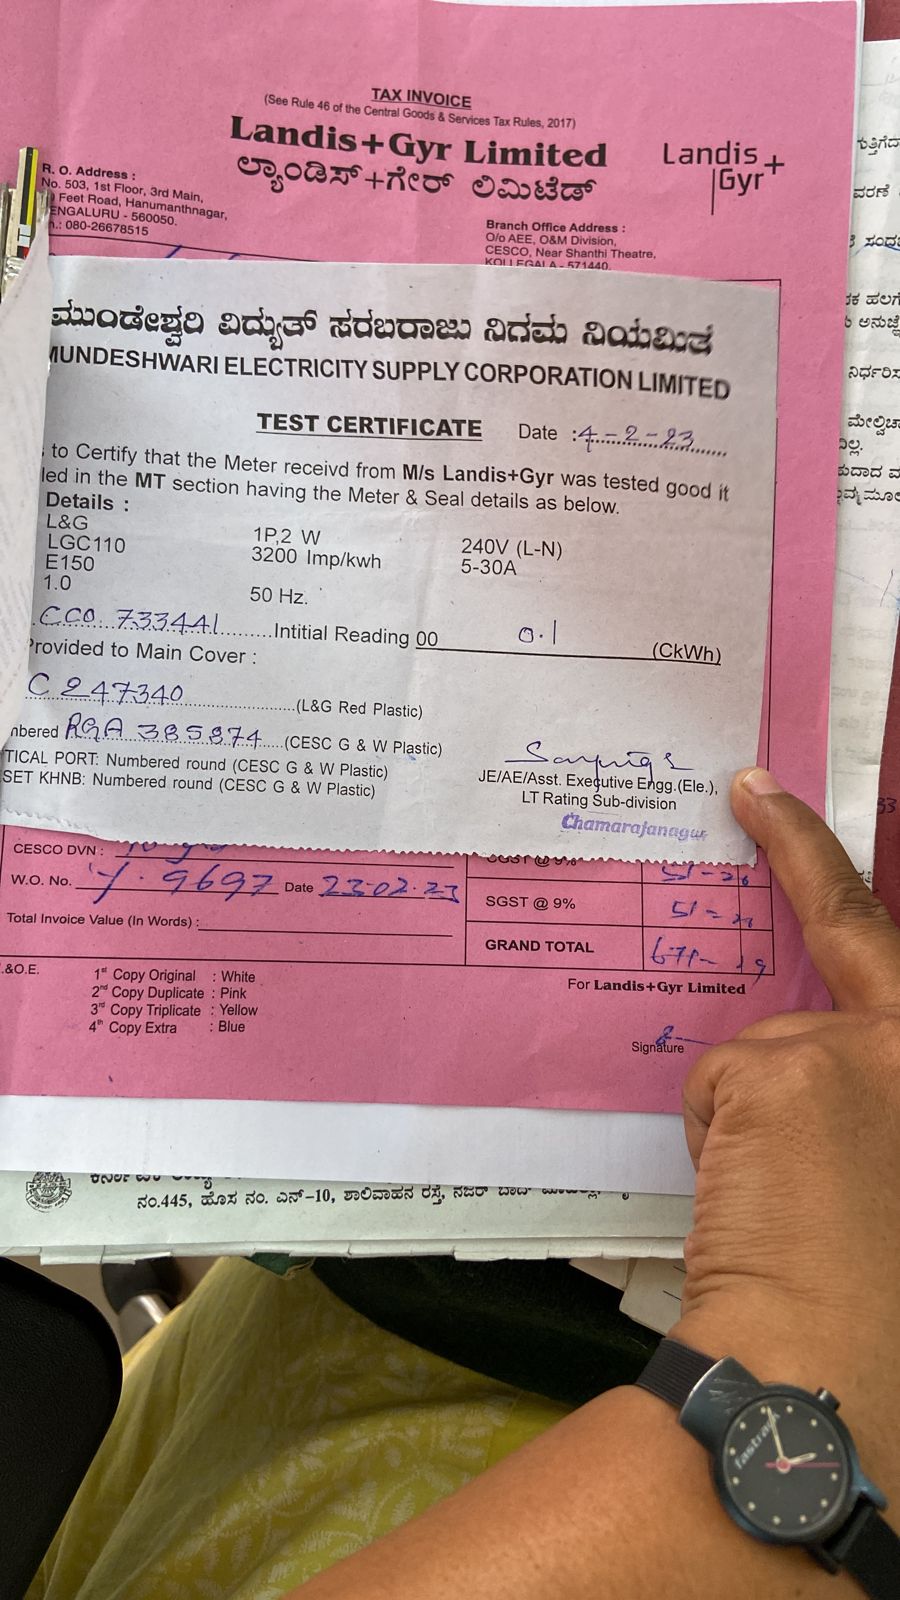 TAX INVOICE
(See Rule 46 of the Central Goods & Services Tax Rules, 2017)
Landis+Gyr Limited
ಲ್ಯಾಂಡಿಸ್+ಗೇರ್ ಲಿಮಿಟೆಡ್
Landis+
Gyr
R. O. Address :
No. 503, 1st Floor, 3rd Main,
Feet Road, Hanumanthnagar,
ENGALURU - 560050.
n.: 080-26678515
Branch Office Address :
O/o AEE, O&M Division,
CESCO, Near Shanthi Theatre,
KOLLEGALA - 571440.
ಮುಂಡೇಶ್ವರಿ ವಿದ್ಯುತ್ ಸರಬರಾಜು ನಿಗಮ ನಿಯಮಿತ
MUNDESHWARI ELECTRICITY SUPPLY CORPORATION LIMITED
TEST CERTIFICATE Date : 4-2-23
to Certify that the Meter receivd from M/s Landis+Gyr was tested good it
led in the MT section having the Meter & Seal details as below.
Details :
L&G 1P,2 W 240V (L-N)
LGC110 3200 Imp/kwh 5-30A
E150
1.0 50 Hz.
CCO 733441 Intitial Reading 00 0.1 (CkWh)
Provided to Main Cover :
C 247340 (L&G Red Plastic)
nbered RGA 385874 (CESC G & W Plastic)
TICAL PORT: Numbered round (CESC G & W Plastic)
SET KHNB: Numbered round (CESC G & W Plastic)
JE/AE/Asst. Executive Engg.(Ele.),
LT Rating Sub-division
Chamarajanagar
CESCO DVN :
CGST @ 9% 51-26
W.O. No. 9697 Date 23-02-23
SGST @ 9% 51-26
Total Invoice Value (In Words) :
GRAND TOTAL
.&O.E.
1st Copy Original : White
2nd Copy Duplicate : Pink
3rd Copy Triplicate : Yellow
4th Copy Extra : Blue
For Landis+Gyr Limited
Signature
ನಂ.445, ಹೊಸ ನಂ. ಎನ್-10, ಶಾಲಿವಾಹನ ರಸ್ತೆ, ನಜರ್
fastrack